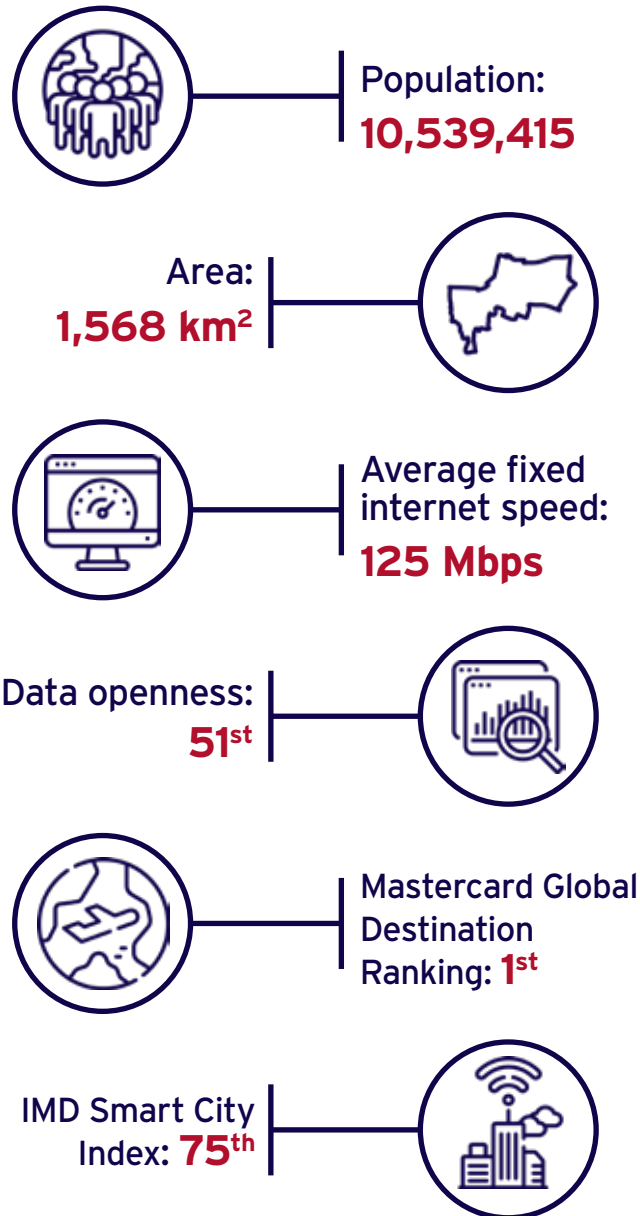 Population:
10,539,415
Area:
1,568 km²
Average fixed
internet speed:
125 Mbps
Data openness:
51st
Mastercard Global
Destination
Ranking: 1st
IMD Smart City
Index: 75th